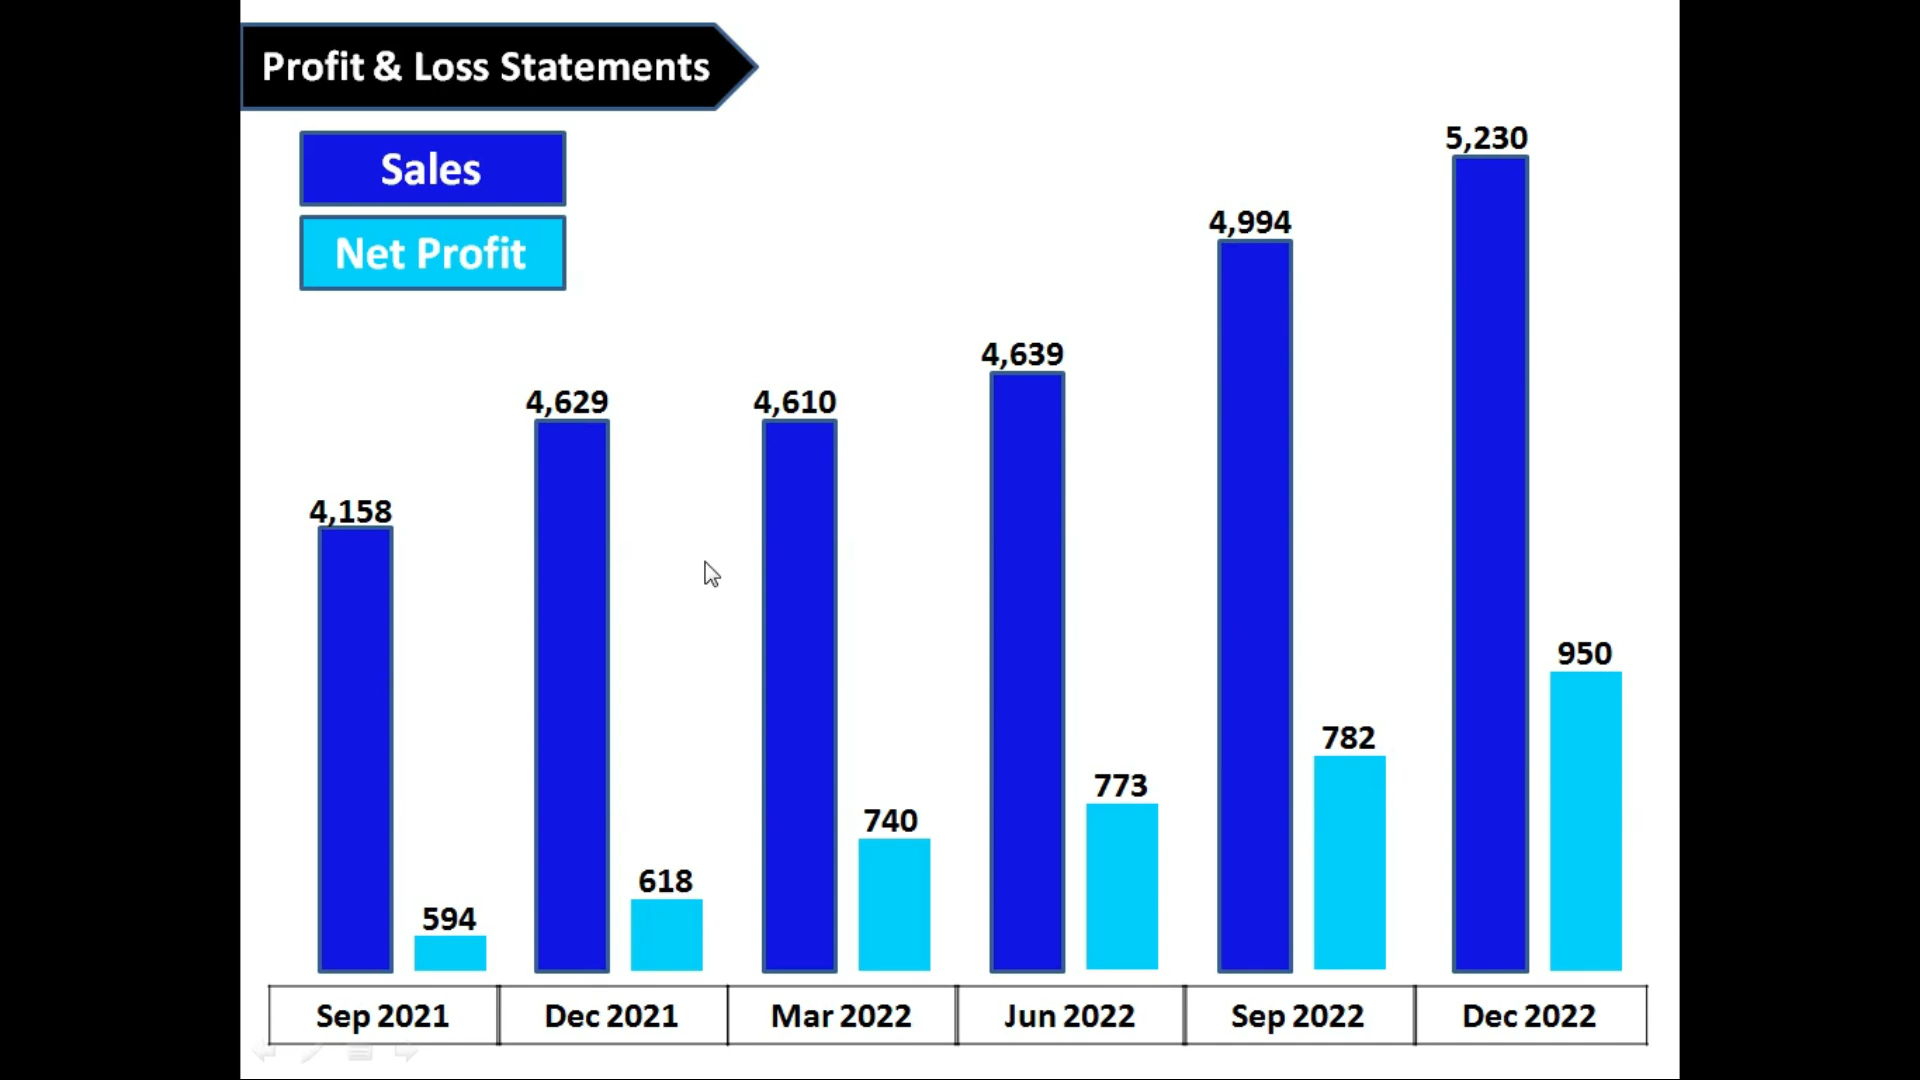 Profit & Loss Statements
Sales
Net Profit
5,230
4,994
4,639
4,629
4,610
4,158
950
782
773
740
618
594
Sep 2021
Dec 2021
Mar 2022
Jun 2022
Sep 2022
Dec 2022